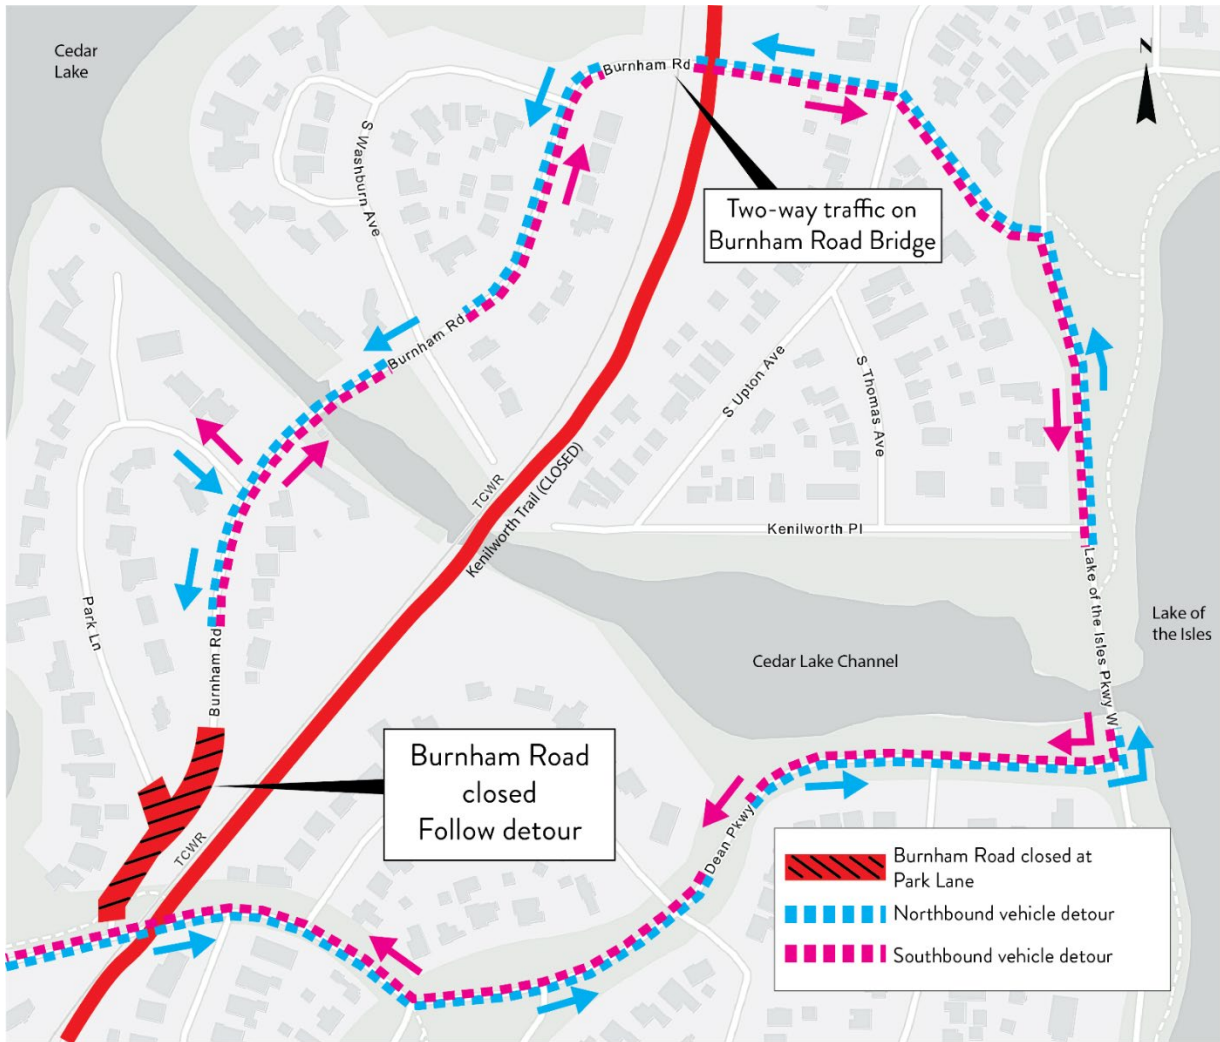 Cedar
Lake
Burnham Rd
N
S Washburn Ave
Two-way traffic on
Burnham Road Bridge
Burnham Rd
S Upton Ave
S Thomas Ave
TCWR
Kenilworth Trail (CLOSED)
Kenilworth Pl
Park Ln
Burnham Rd
Lake of the Isles Pkwy W
Lake of
the Isles
Cedar Lake Channel
Burnham Road
closed
Follow detour
TCWR
Dean Pkwy
Burnham Road closed at
Park Lane
Northbound vehicle detour
Southbound vehicle detour